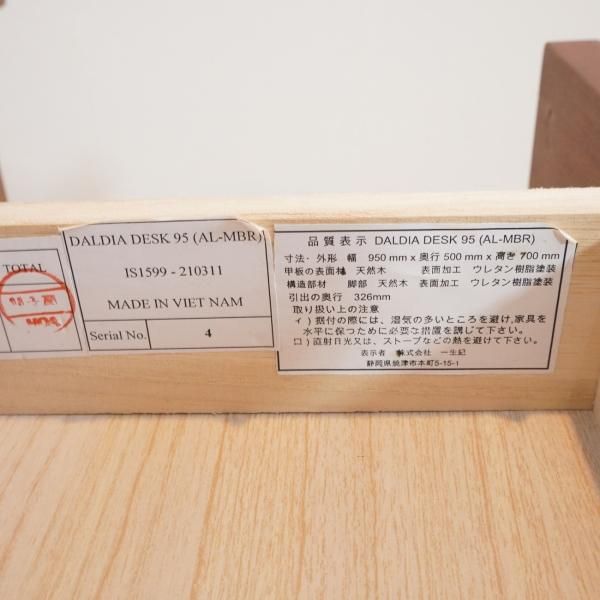 TOTAL
DALDIA DESK 95 (AL-MBR)
IS1599 - 210311
MADE IN VIET NAM
Serial No. 4
品質表示 DALDIA DESK 95 (AL-MBR)
寸法・外形 幅 950 mm x 奥行 500 mm x 高き 700 mm
甲板の表面材 天然木 表面加工 ウレタン樹脂塗装
構造部材 脚部 天然木 表面加工 ウレタン樹脂塗装
引出の奥行 326mm
取り扱い上の注意
イ）据付の際には、湿気の多いところを避け,家具を
水平に保つために必要な措置を講じて下さい。
口）直射日光又は、ストーブなどの熱を避けて下さい。
表示者 株式会社 一生紀
静岡県焼津市本町5-15-1